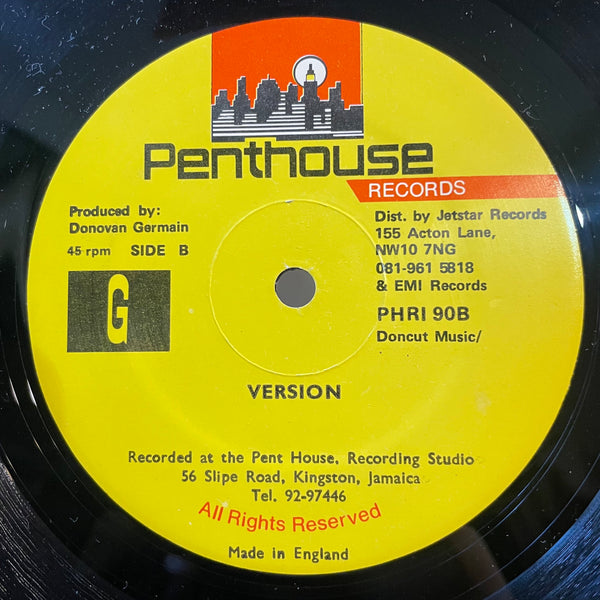 Penthouse
RECORDS
Produced by:
Donovan Germain
45 rpm SIDE B
G
Dist. by Jetstar Records
155 Acton Lane,
NW10 7NG
081-961 5818
& EMI Records
PHRI 90B
Doncut Music/
VERSION
Recorded at the Pent House, Recording Studio
56 Slipe Road, Kingston, Jamaica
Tel. 92-97446
All Rights Reserved
Made in England